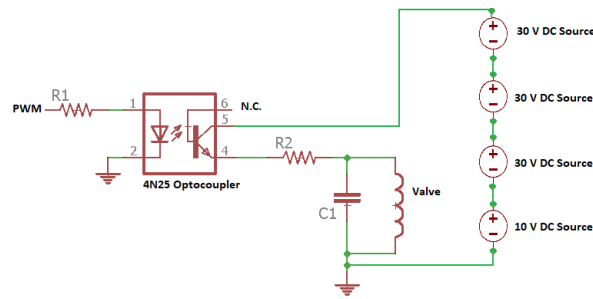 30 V DC Source
R1
PWM
1
6
N.C.
5
30 V DC Source
2
4
R2
4N25 Optocoupler
30 V DC Source
Valve
C1
10 V DC Source